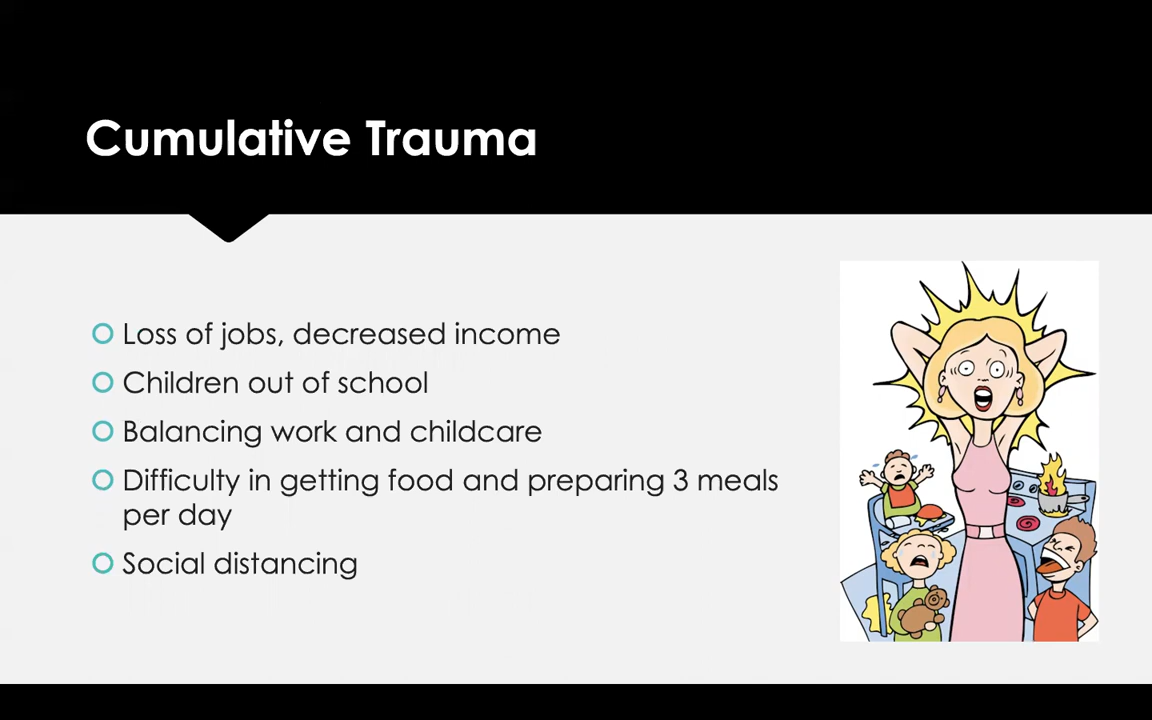 Cumulative Trauma
Loss of jobs, decreased income
Children out of school
Balancing work and childcare
Difficulty in getting food and preparing 3 meals
per day
Social distancing